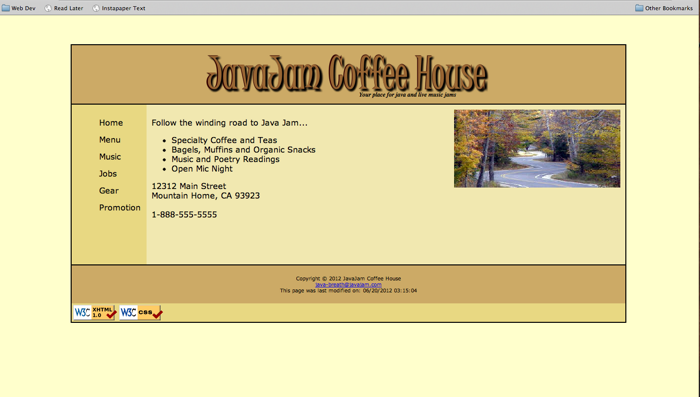 Web Dev Read Later Instapaper Text Other Bookmarks
JavaJam Coffee House
Your place for java and live music jams
Home
Menu
Music
Jobs
Gear
Promotion
Follow the winding road to Java Jam...
• Specialty Coffee and Teas
• Bagels, Muffins and Organic Snacks
• Music and Poetry Readings
• Open Mic Night
12312 Main Street
Mountain Home, CA 93923
1-888-555-5555
Copyright © 2012 JavaJam Coffee House
java-breath@javajam.com
This page was last modified on: 06/20/2012 03:15:04
W3C XHTML 1.0
W3C css